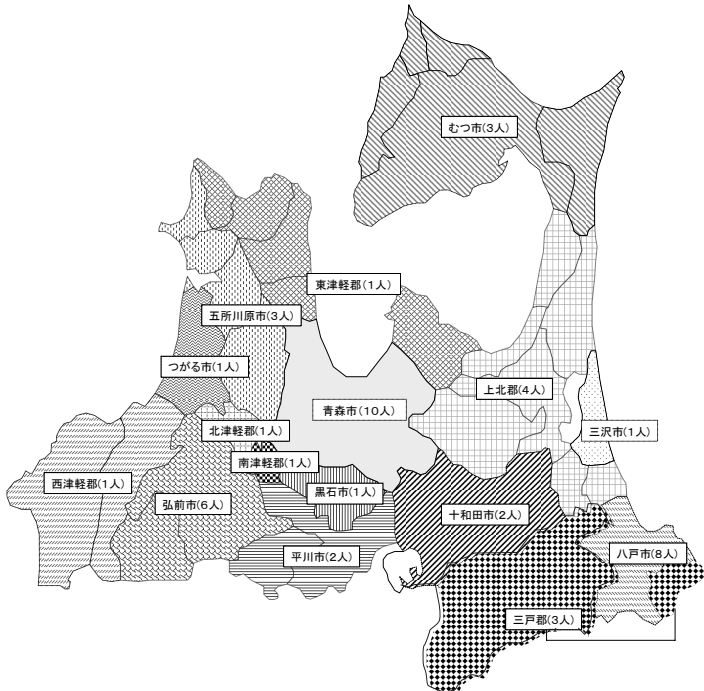 むつ市(3人)
東津軽郡(1人)
五所川原市(3人)
つがる市(1人)
上北郡(4人)
青森市(10人)
北津軽郡(1人)
三沢市(1人)
南津軽郡(1人)
西津軽郡(1人)
黒石市(1人)
弘前市(6人)
十和田市(2人)
平川市(2人)
八戸市(8人)
三戸郡(3人)